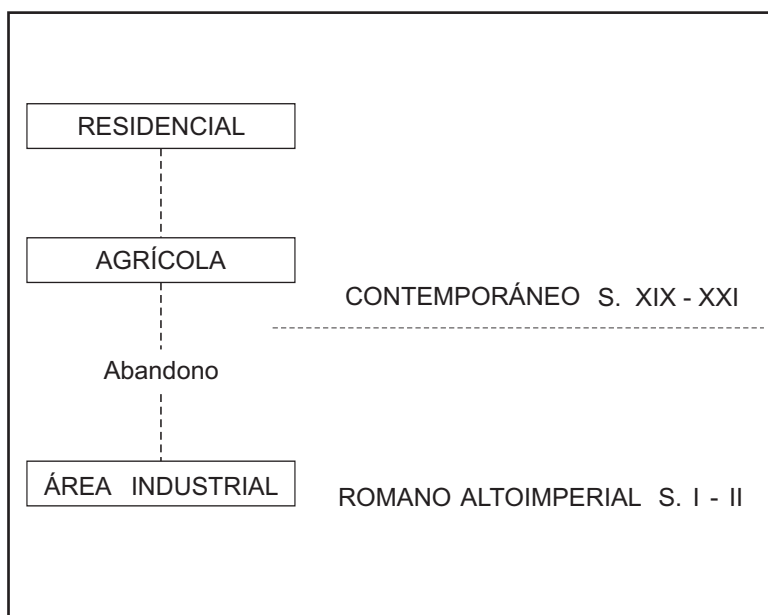 RESIDENCIAL
AGRÍCOLA
CONTEMPORÁNEO S. XIX - XXI
Abandono
ÁREA INDUSTRIAL
ROMANO ALTOIMPERIAL S. I - II